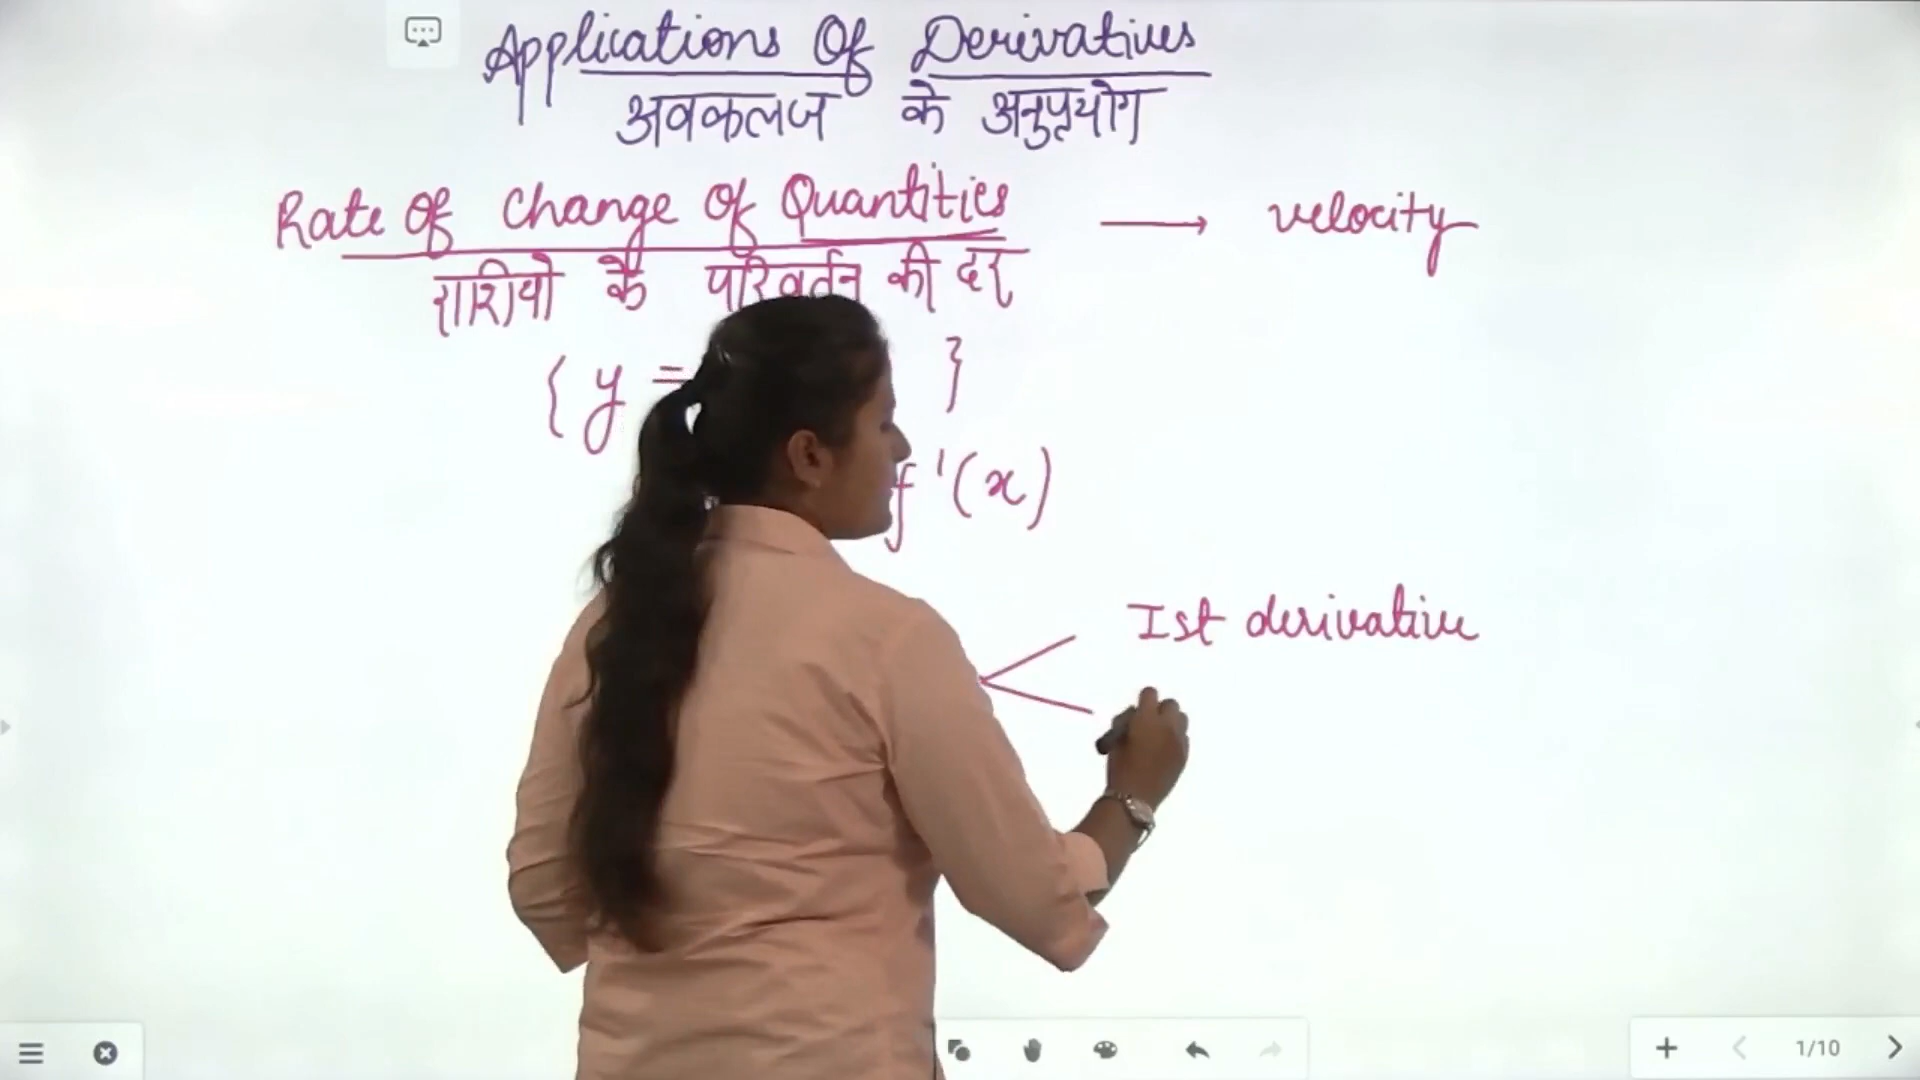 Applications Of Derivatives
अवकलज के अनुप्रयोग
Rate Of Change Of Quantities → velocity
राशियो के परिवर्तन की दर
{ y = }
f'(x)
Ist derivative
1/10